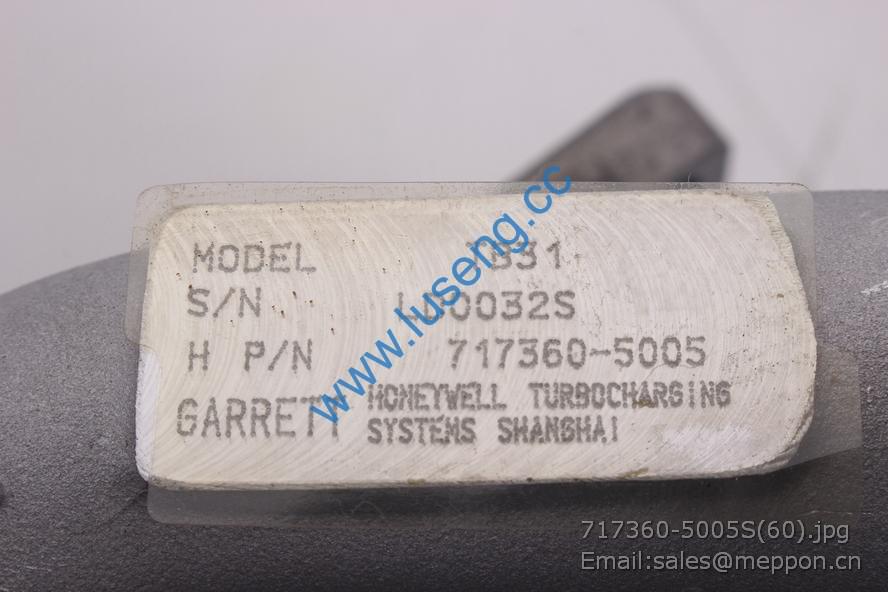 MODEL
S/N
H P/N 717360-5005
GARRETT HONEYWELL TURBOCHARGING
SYSTEMS SHANGHAI
www.luseng.cc
717360-5005S(60).jpg
Email:sales@meppon.cn